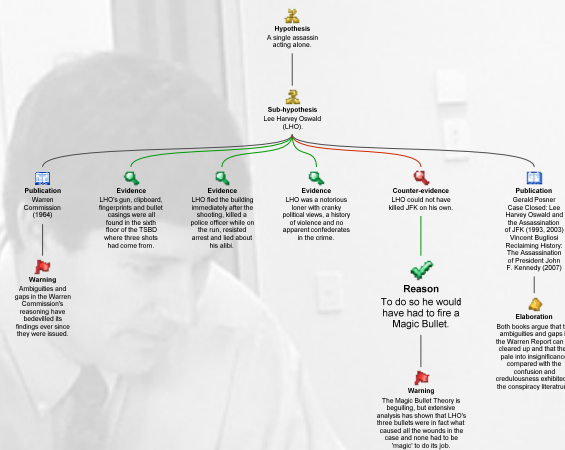 Hypothesis
A single assassin
acting alone.
Sub-hypothesis
Lee Harvey Oswald
(LHO).
Publication
Warren
Commission
(1964)
Warning
Ambiguities and
gaps in the Warren
Commission's
reasoning have
bedevilled its
findings ever since
they were issued.
Evidence
LHO's gun, clipboard,
fingerprints and bullet
casings were all
found in the sixth
floor of the TSBD
where three shots
had come from.
Evidence
LHO fled the building
immediately after the
shooting, killed a
police officer while on
the run, resisted
arrest and lied about
his alibi.
Evidence
LHO was a notorious
loner with cranky
political views, a history
of violence and no
apparent confederates
in the crime.
Counter-evidence
LHO could not have
killed JFK on his own.
Reason
To do so he would
have had to fire a
Magic Bullet.
Warning
The Magic Bullet Theory is
beguiling, but extensive
analysis has shown that LHO's
three bullets were in fact what
caused all the wounds in the
case and none had to be
'magic' to do its job.
Publication
Gerald Posner
Case Closed: Lee
Harvey Oswald and
the Assassination
of JFK (1993, 2003)
Vincent Bugliosi
Reclaiming History:
The Assassination
of President John
F. Kennedy (2007)
Elaboration
Both books argue that
ambiguities and gaps
the Warren Report can
cleared up and that
pale into insignificance
compared with the
confusion and
credulousness
the conspiracy